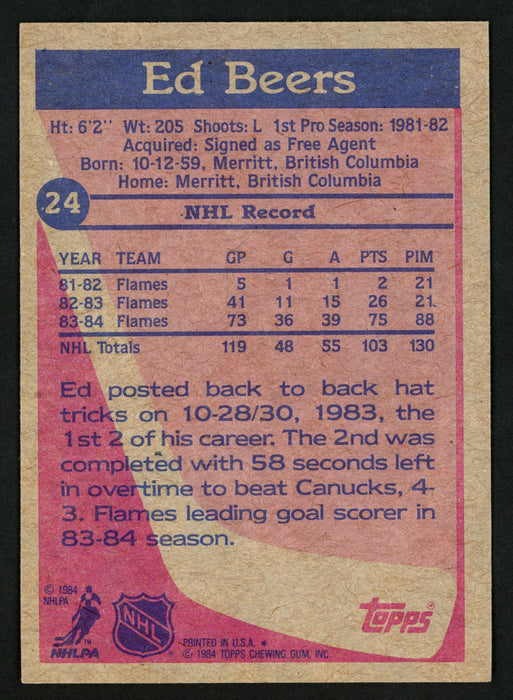 Ed Beers
Ht: 6'2'' Wt: 205 Shoots: L 1st Pro Season: 1981-82
Acquired: Signed as Free Agent
Born: 10-12-59, Merritt, British Columbia
Home: Merritt, British Columbia
24
NHL Record
YEAR TEAM GP G A PTS PIM
81-82 Flames 5 1 1 2 21
82-83 Flames 41 11 15 26 21
83-84 Flames 73 36 39 75 88
NHL Totals 119 48 55 103 130
Ed posted back to back hat
tricks on 10-28/30, 1983, the
1st 2 of his career. The 2nd was
completed with 58 seconds left
in overtime to beat Canucks, 4-
3. Flames leading goal scorer in
83-84 season.
© 1984
NHLPA
NHLPA
NHL
PRINTED IN U.S.A. *
© 1984 TOPPS CHEWING GUM, INC.
topps®